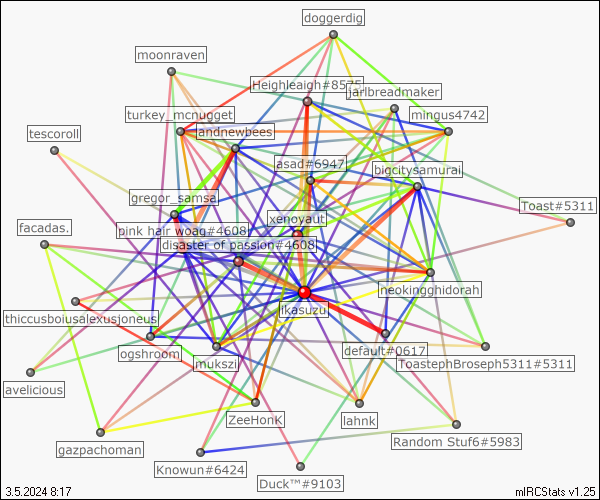 doggerdig
moonraven
Heighleaigh#8575
jarlbreadmaker
turkey_mcnugget
mingus4742
tescoroll
andnewbees
asad#6947
bigcitysamurai
gregor_samsa
Toast#5311
facadas.
pink hair woag#4608
xenoyaut
disaster of passion#4608
neokingghidorah
Ikasuzu
thiccusboiusalexusjoneus
ogshroom
mukszi
default#0617
ToastephBroseph5311#5311
avelicious
ZeeHonK
lahnk
gazpachoman
Random Stuf6#5983
Knowun#6424
Duck™#9103
3.5.2024 8:17
mIRCStats v1.25